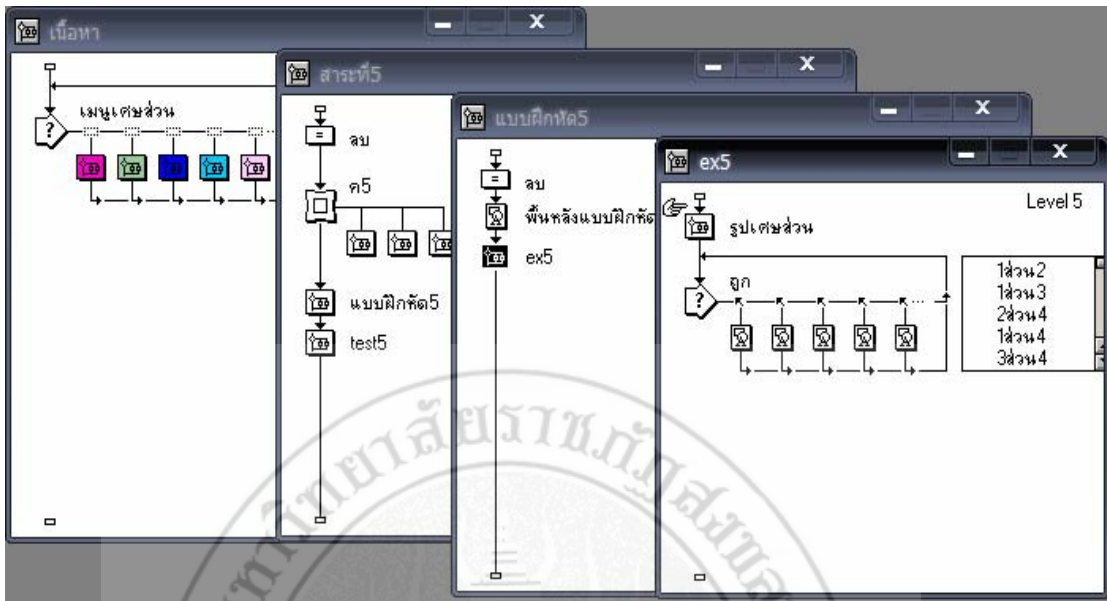 เนื้อหา
เมนูเศษส่วน
สาระที่5
ลบ
ค5
แบบฝึกหัด5
test5
แบบฝึกหัด5
ลบ
พื้นหลังแบบฝึกหัด
ex5
ex5
Level 5
รูปเศษส่วน
ถูก
1ส่วน2
1ส่วน3
2ส่วน4
1ส่วน4
3ส่วน4